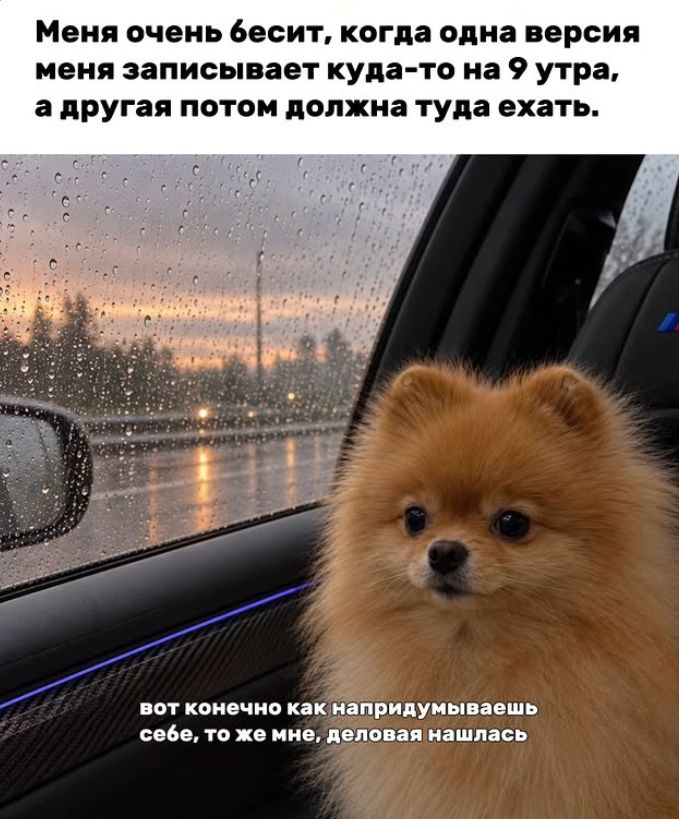 Меня очень бесит, когда одна версия
меня записывает куда-то на 9 утра,
а другая потом должна туда ехать.
вот конечно как напридумываешь
себе, то же мне, деловая нашлась